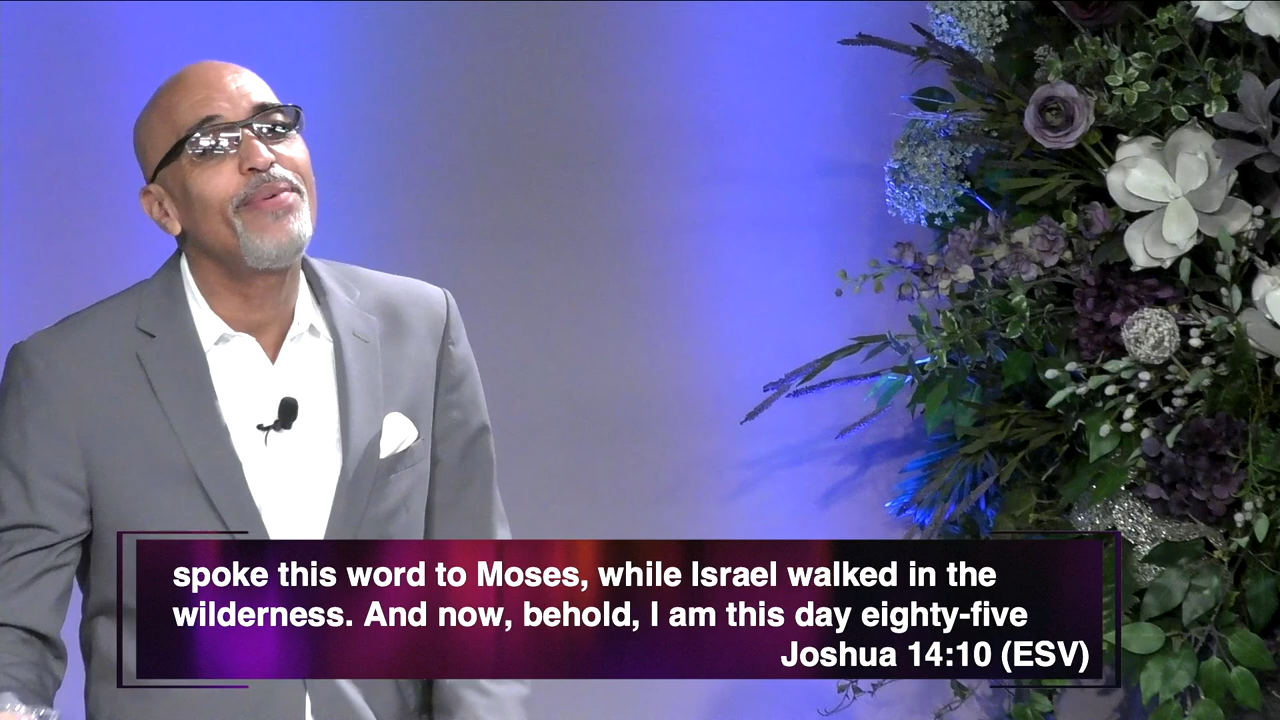 spoke this word to Moses, while Israel walked in the
wilderness. And now, behold, I am this day eighty-five
Joshua 14:10 (ESV)